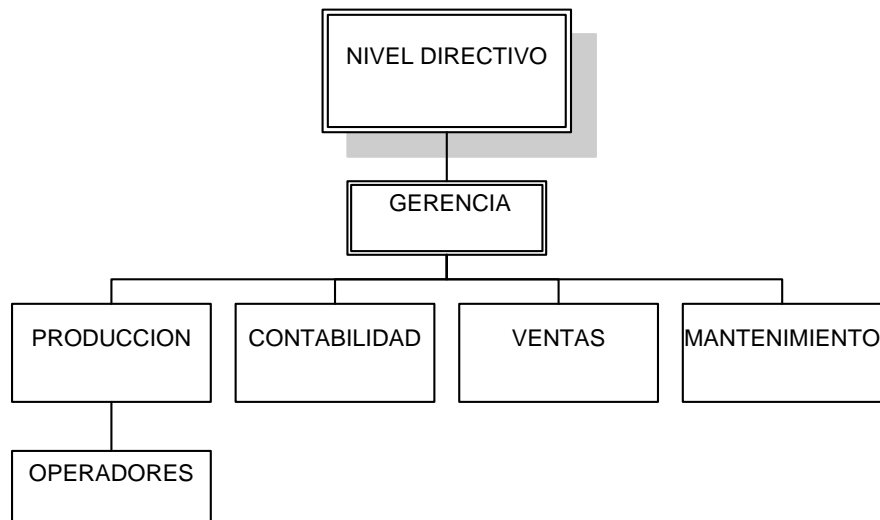 NIVEL DIRECTIVO
GERENCIA
PRODUCCION
CONTABILIDAD
VENTAS
MANTENIMIENTO
OPERADORES